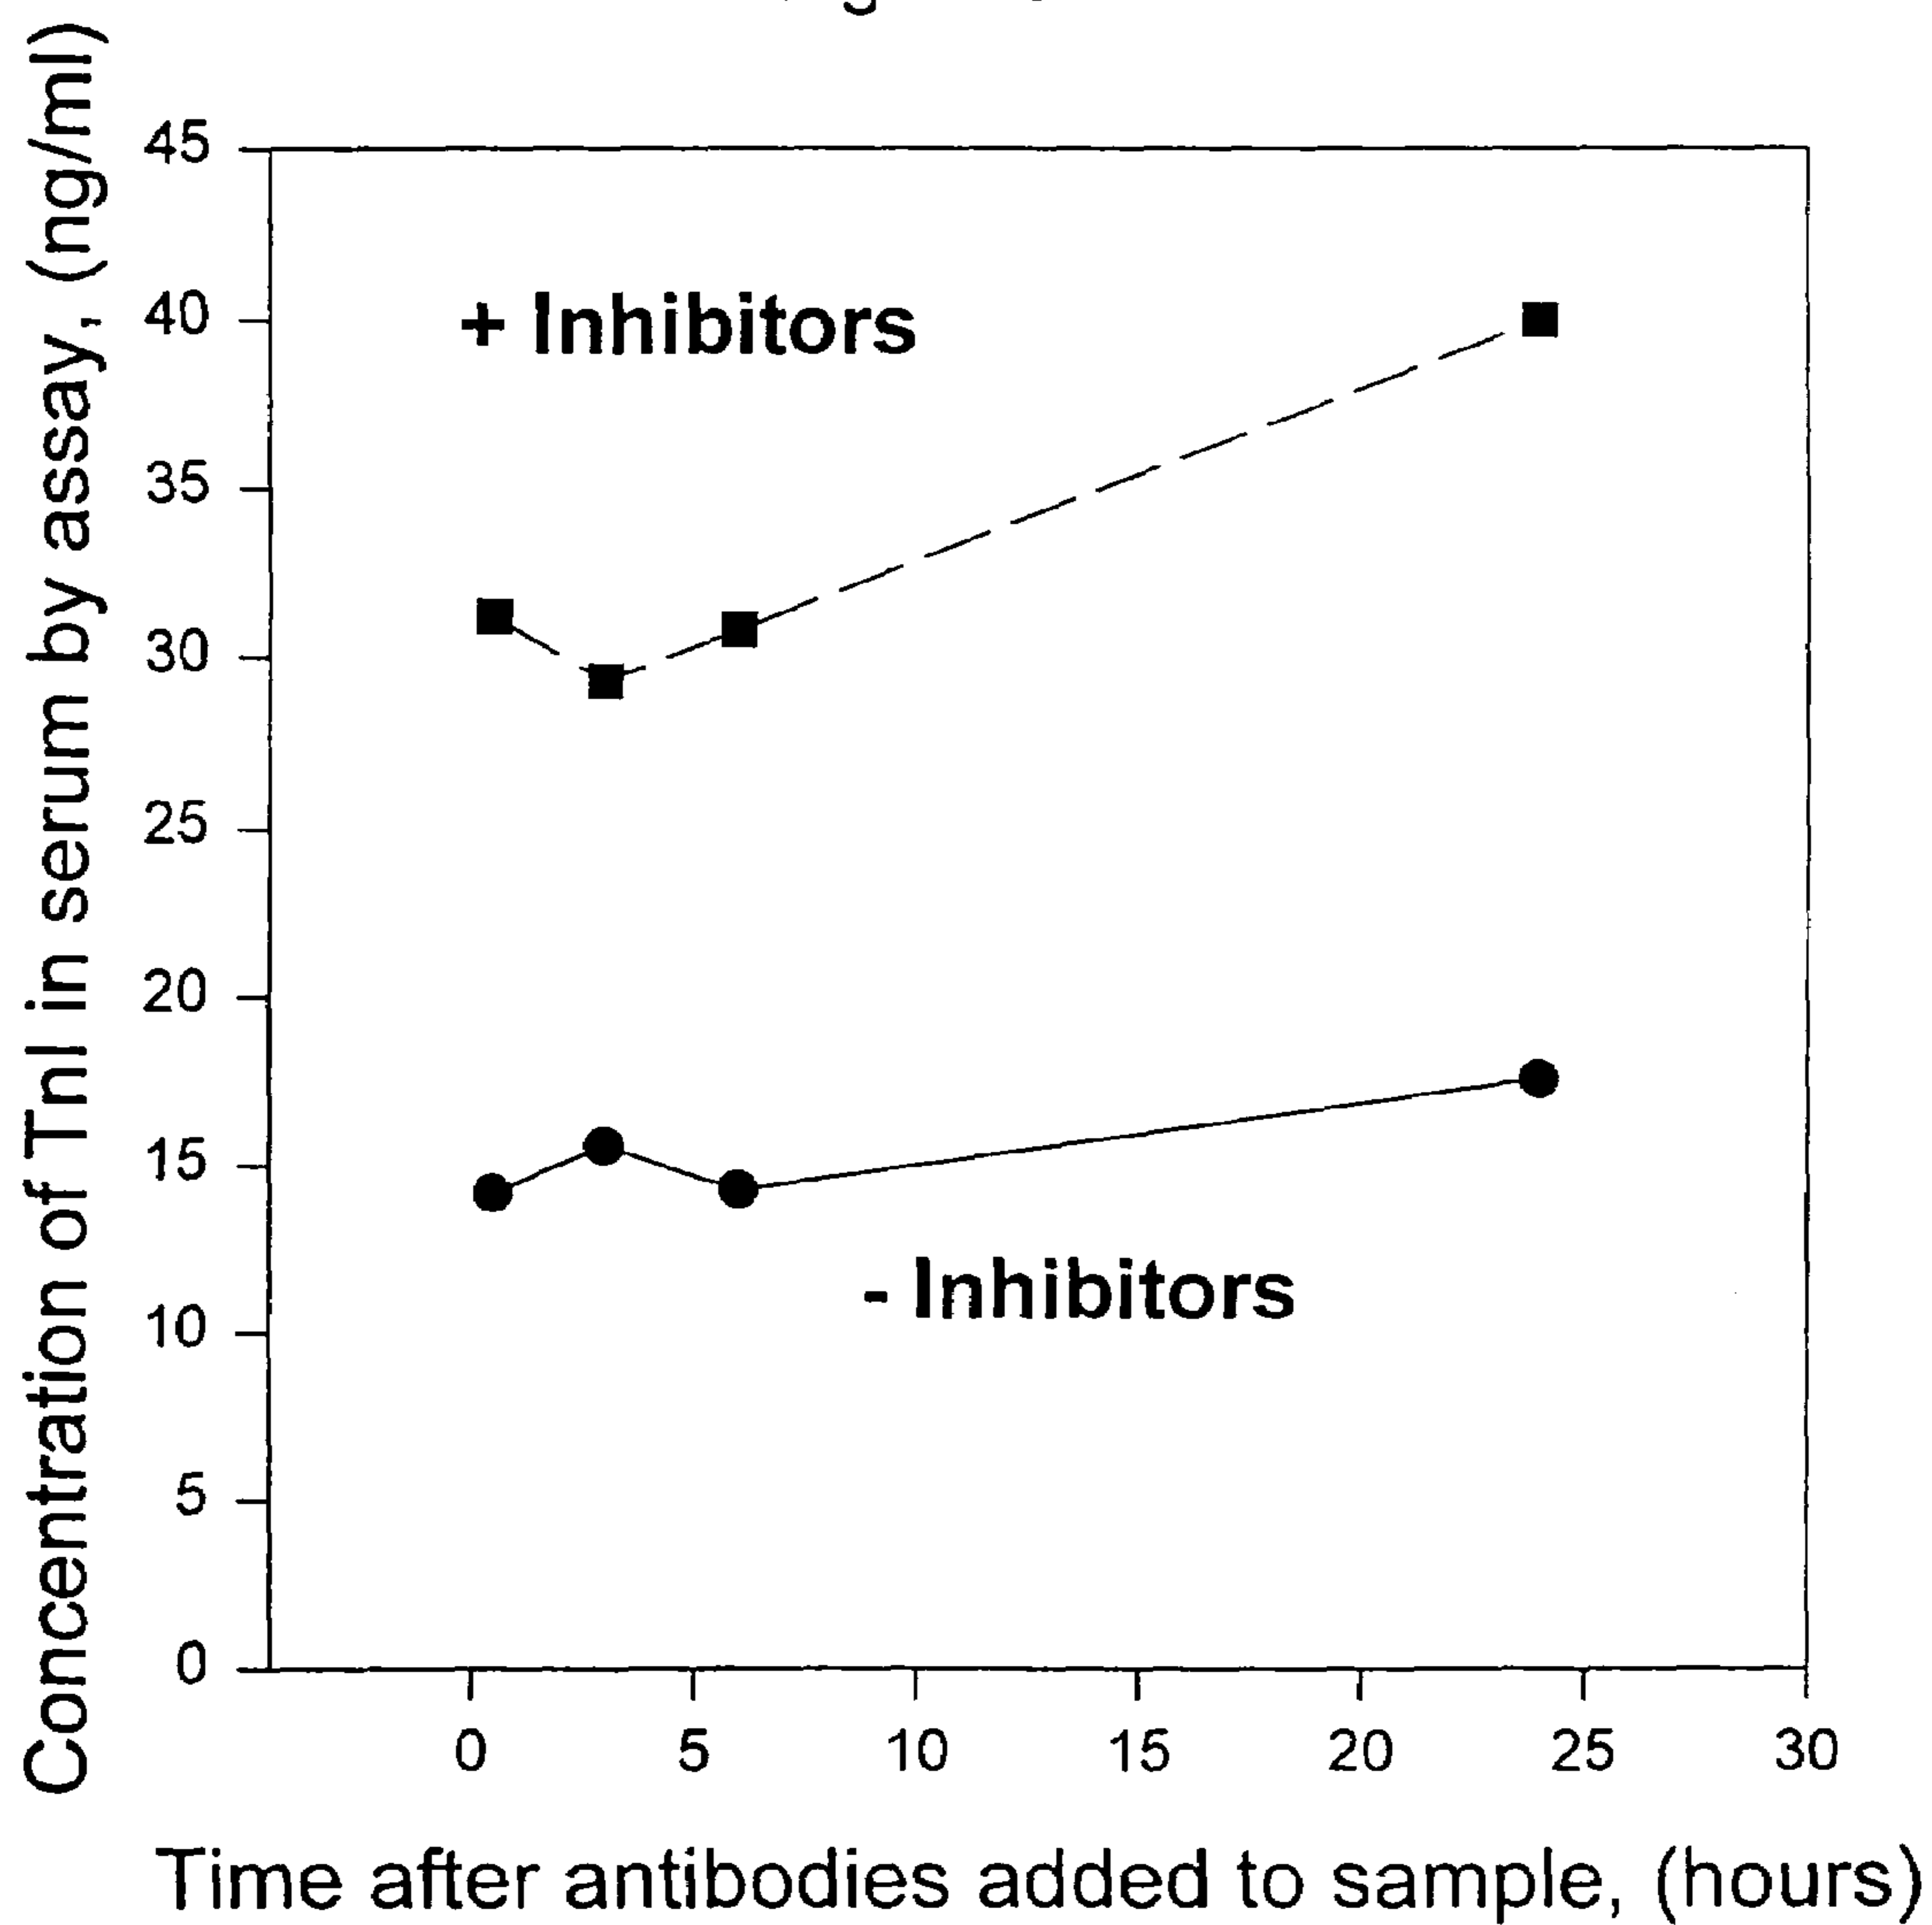 Concentration of TnI in serum by assay, (ng/ml)
45
40
35
30
25
20
15
10
5
0
+ Inhibitors
- Inhibitors
0 5 10 15 20 25 30
Time after antibodies added to sample, (hours)